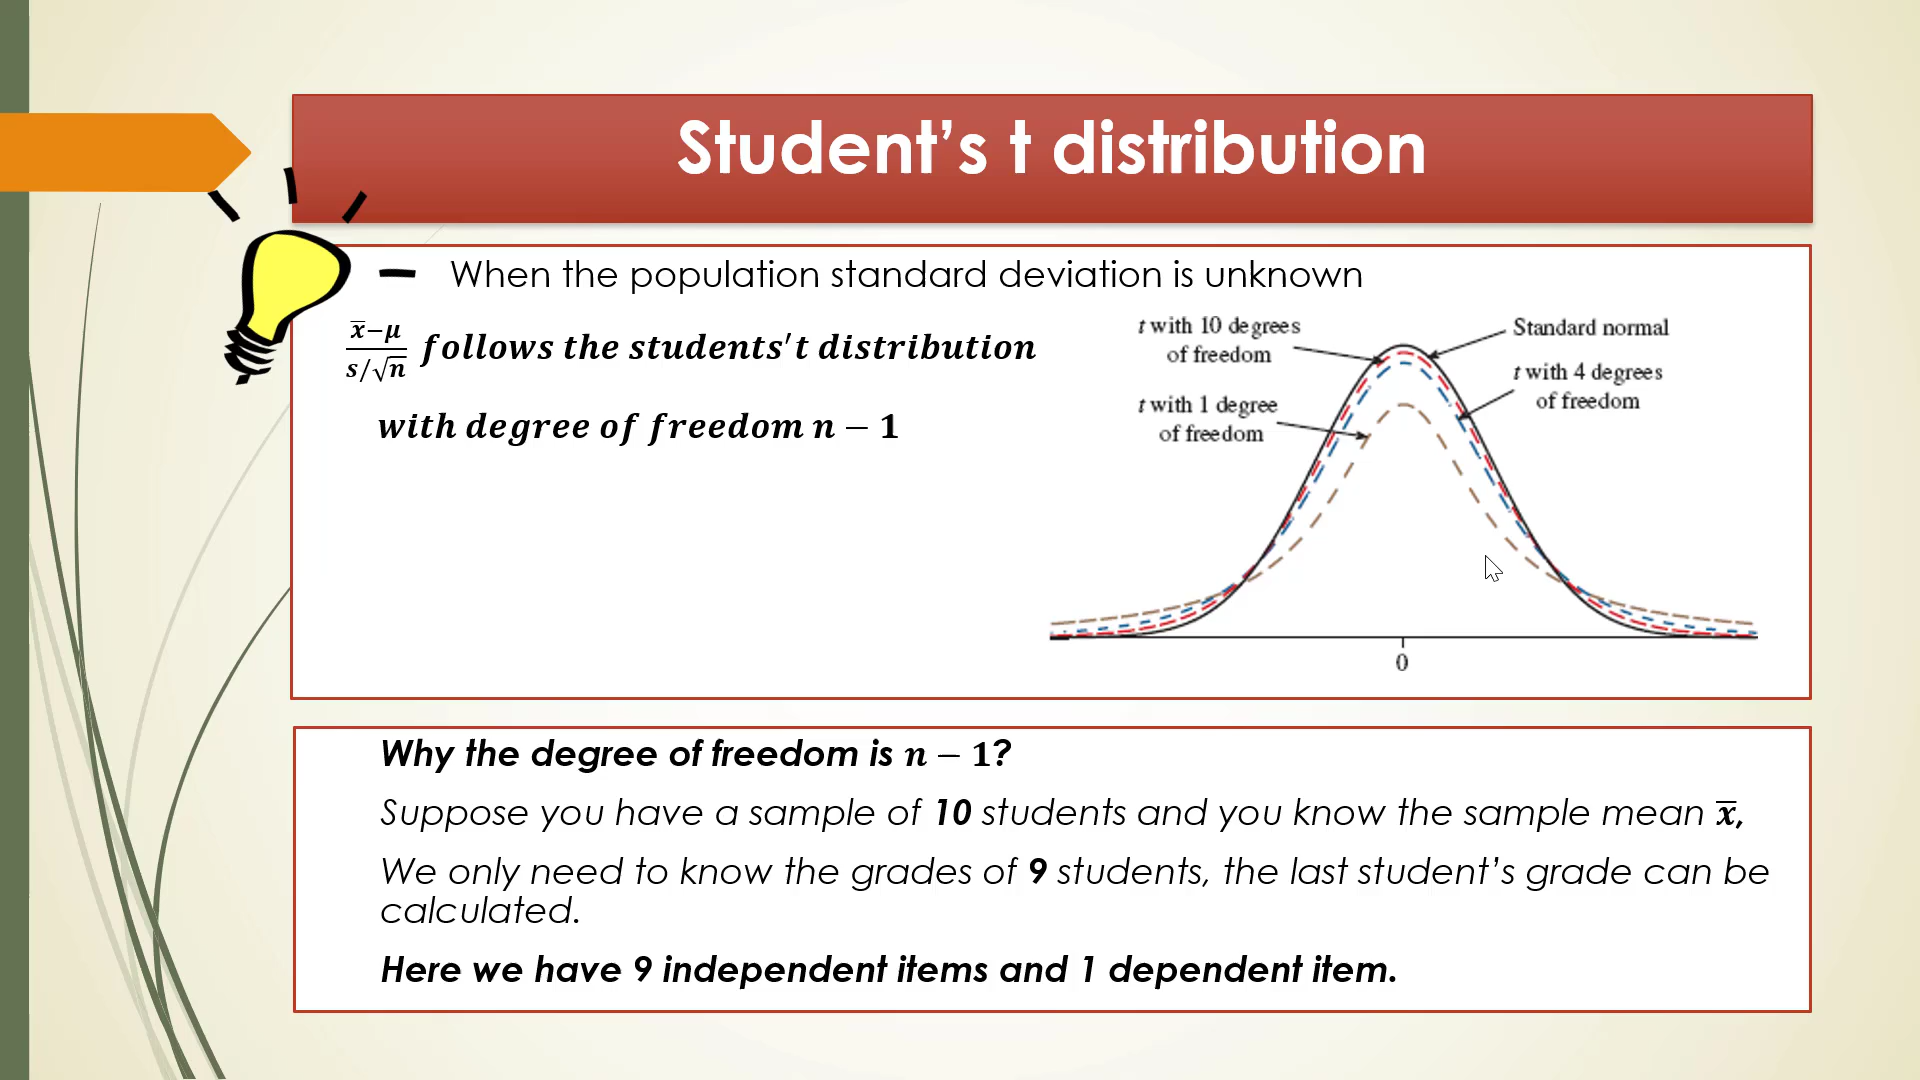 Student’s t distribution
When the population standard deviation is unknown
x̄−μ
s/√n follows the students′t distribution
with degree of freedom n − 1
t with 10 degrees
of freedom
Standard normal
t with 4 degrees
of freedom
t with 1 degree
of freedom
0
Why the degree of freedom is n − 1?
Suppose you have a sample of 10 students and you know the sample mean x̄,
We only need to know the grades of 9 students, the last student’s grade can be
calculated.
Here we have 9 independent items and 1 dependent item.